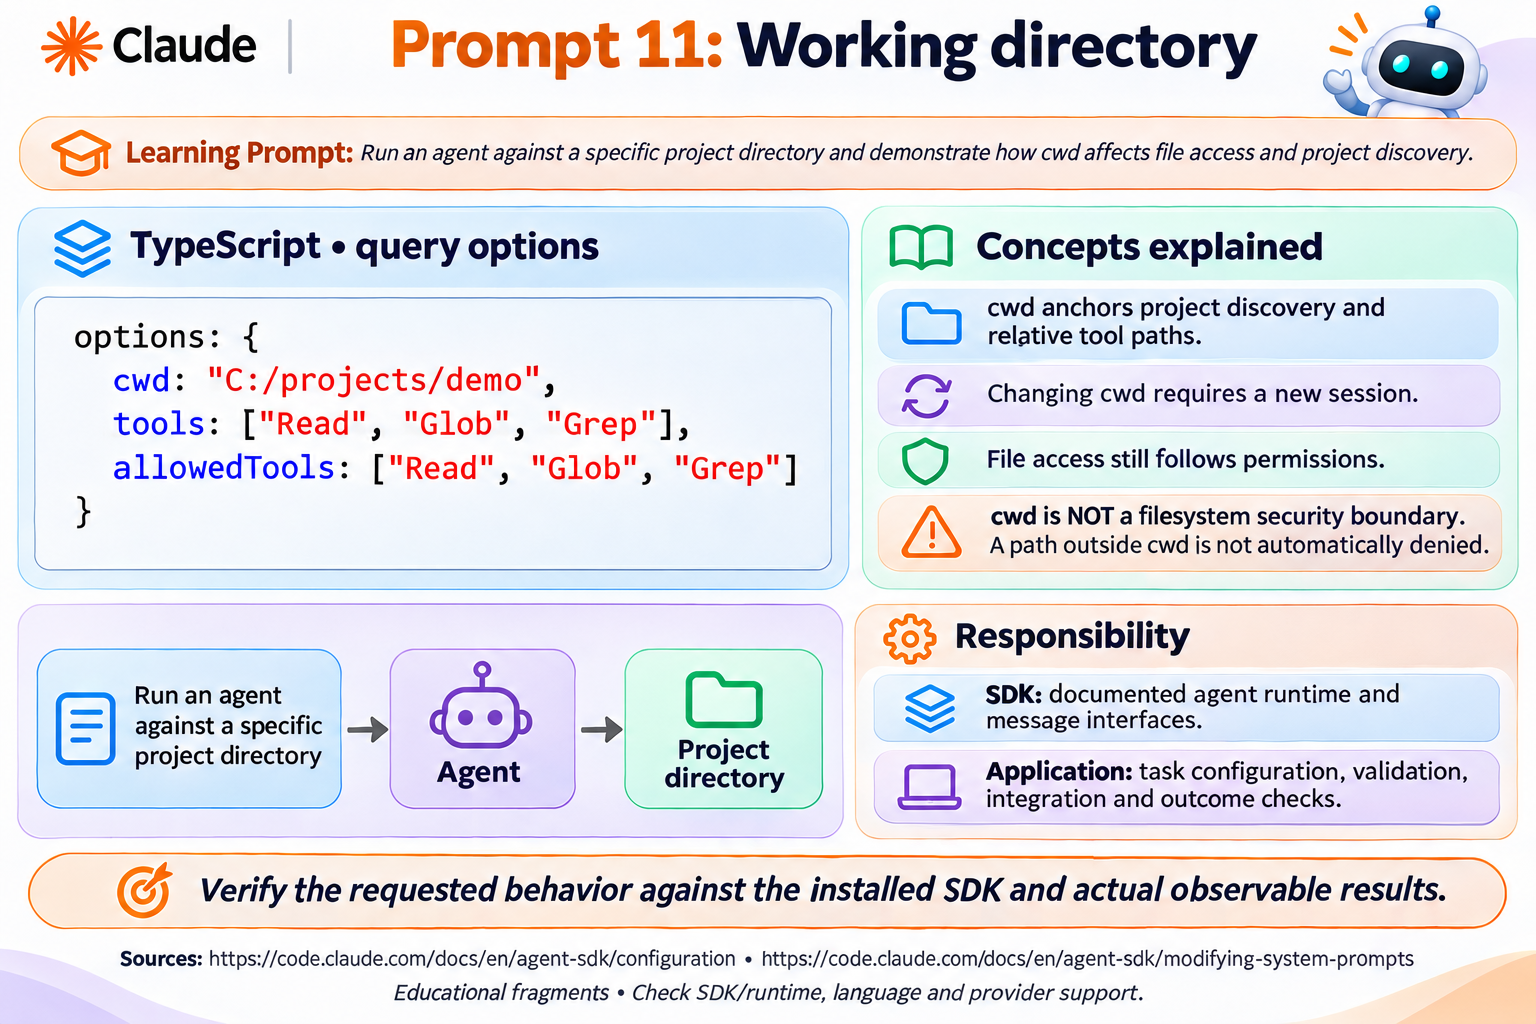 Claude
Prompt 11: Working directory
Learning Prompt: Run an agent against a specific project directory and demonstrate how cwd affects file access and project discovery.
TypeScript • query options
options: {
  cwd: "C:/projects/demo",
  tools: ["Read", "Glob", "Grep"],
  allowedTools: ["Read", "Glob", "Grep"]
}
Concepts explained
cwd anchors project discovery and
relative tool paths.
Changing cwd requires a new session.
File access still follows permissions.
cwd is NOT a filesystem security boundary.
A path outside cwd is not automatically denied.
Run an agent
against a specific
project directory
Agent
Project
directory
Responsibility
SDK: documented agent runtime and
message interfaces.
Application: task configuration, validation,
integration and outcome checks.
Verify the requested behavior against the installed SDK and actual observable results.
Sources: https://code.claude.com/docs/en/agent-sdk/configuration • https://code.claude.com/docs/en/agent-sdk/modifying-system-prompts
Educational fragments • Check SDK/runtime, language and provider support.